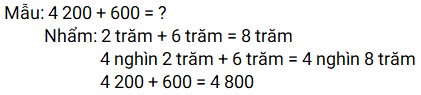 Mẫu: 4 200 + 600 = ?
Nhẩm: 2 trăm + 6 trăm = 8 trăm
4 nghìn 2 trăm + 6 trăm = 4 nghìn 8 trăm
4 200 + 600 = 4 800